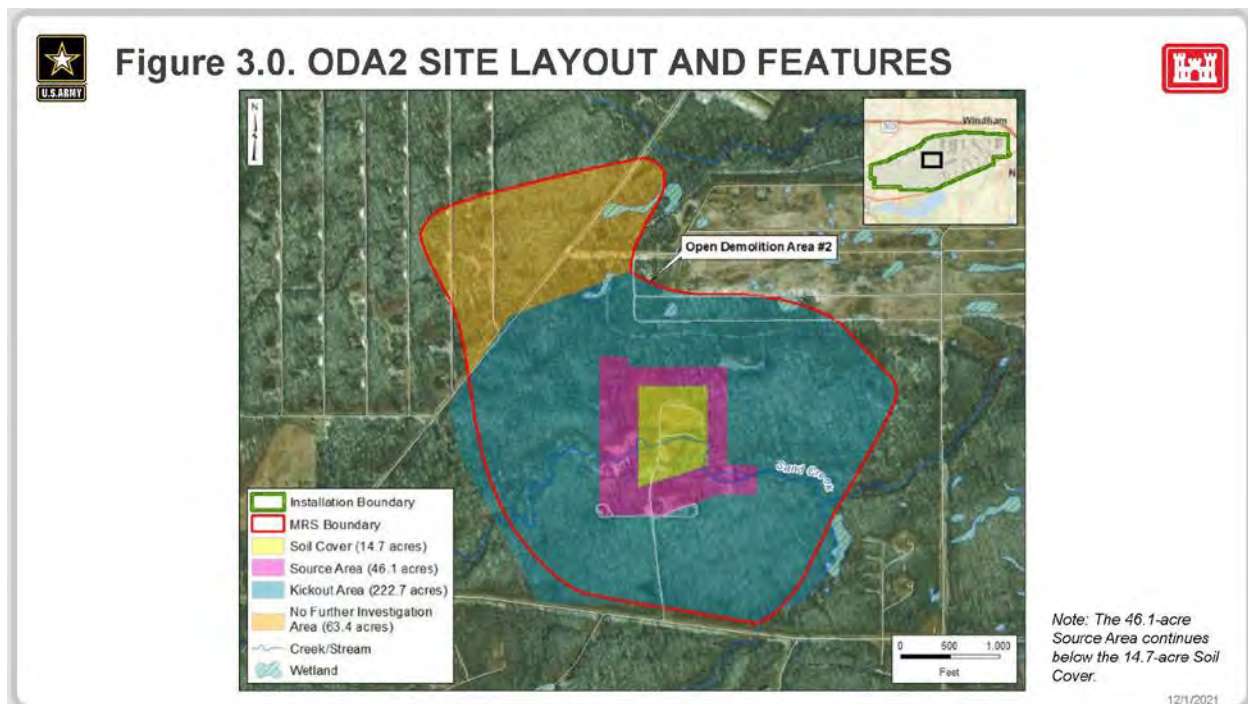 U.S.ARMY
Figure 3.0. ODA2 SITE LAYOUT AND FEATURES
N
Windham
N
Open Demolition Area #2
Sand Creek
Installation Boundary
MRS Boundary
Soil Cover (14.7 acres)
Source Area (46.1 acres)
Kickout Area (222.7 acres)
No Further Investigation
Area (63.4 acres)
Creek/Stream
Wetland
0 500 1,000
Feet
Note: The 46.1-acre
Source Area continues
below the 14.7-acre Soil
Cover.
12/1/2021